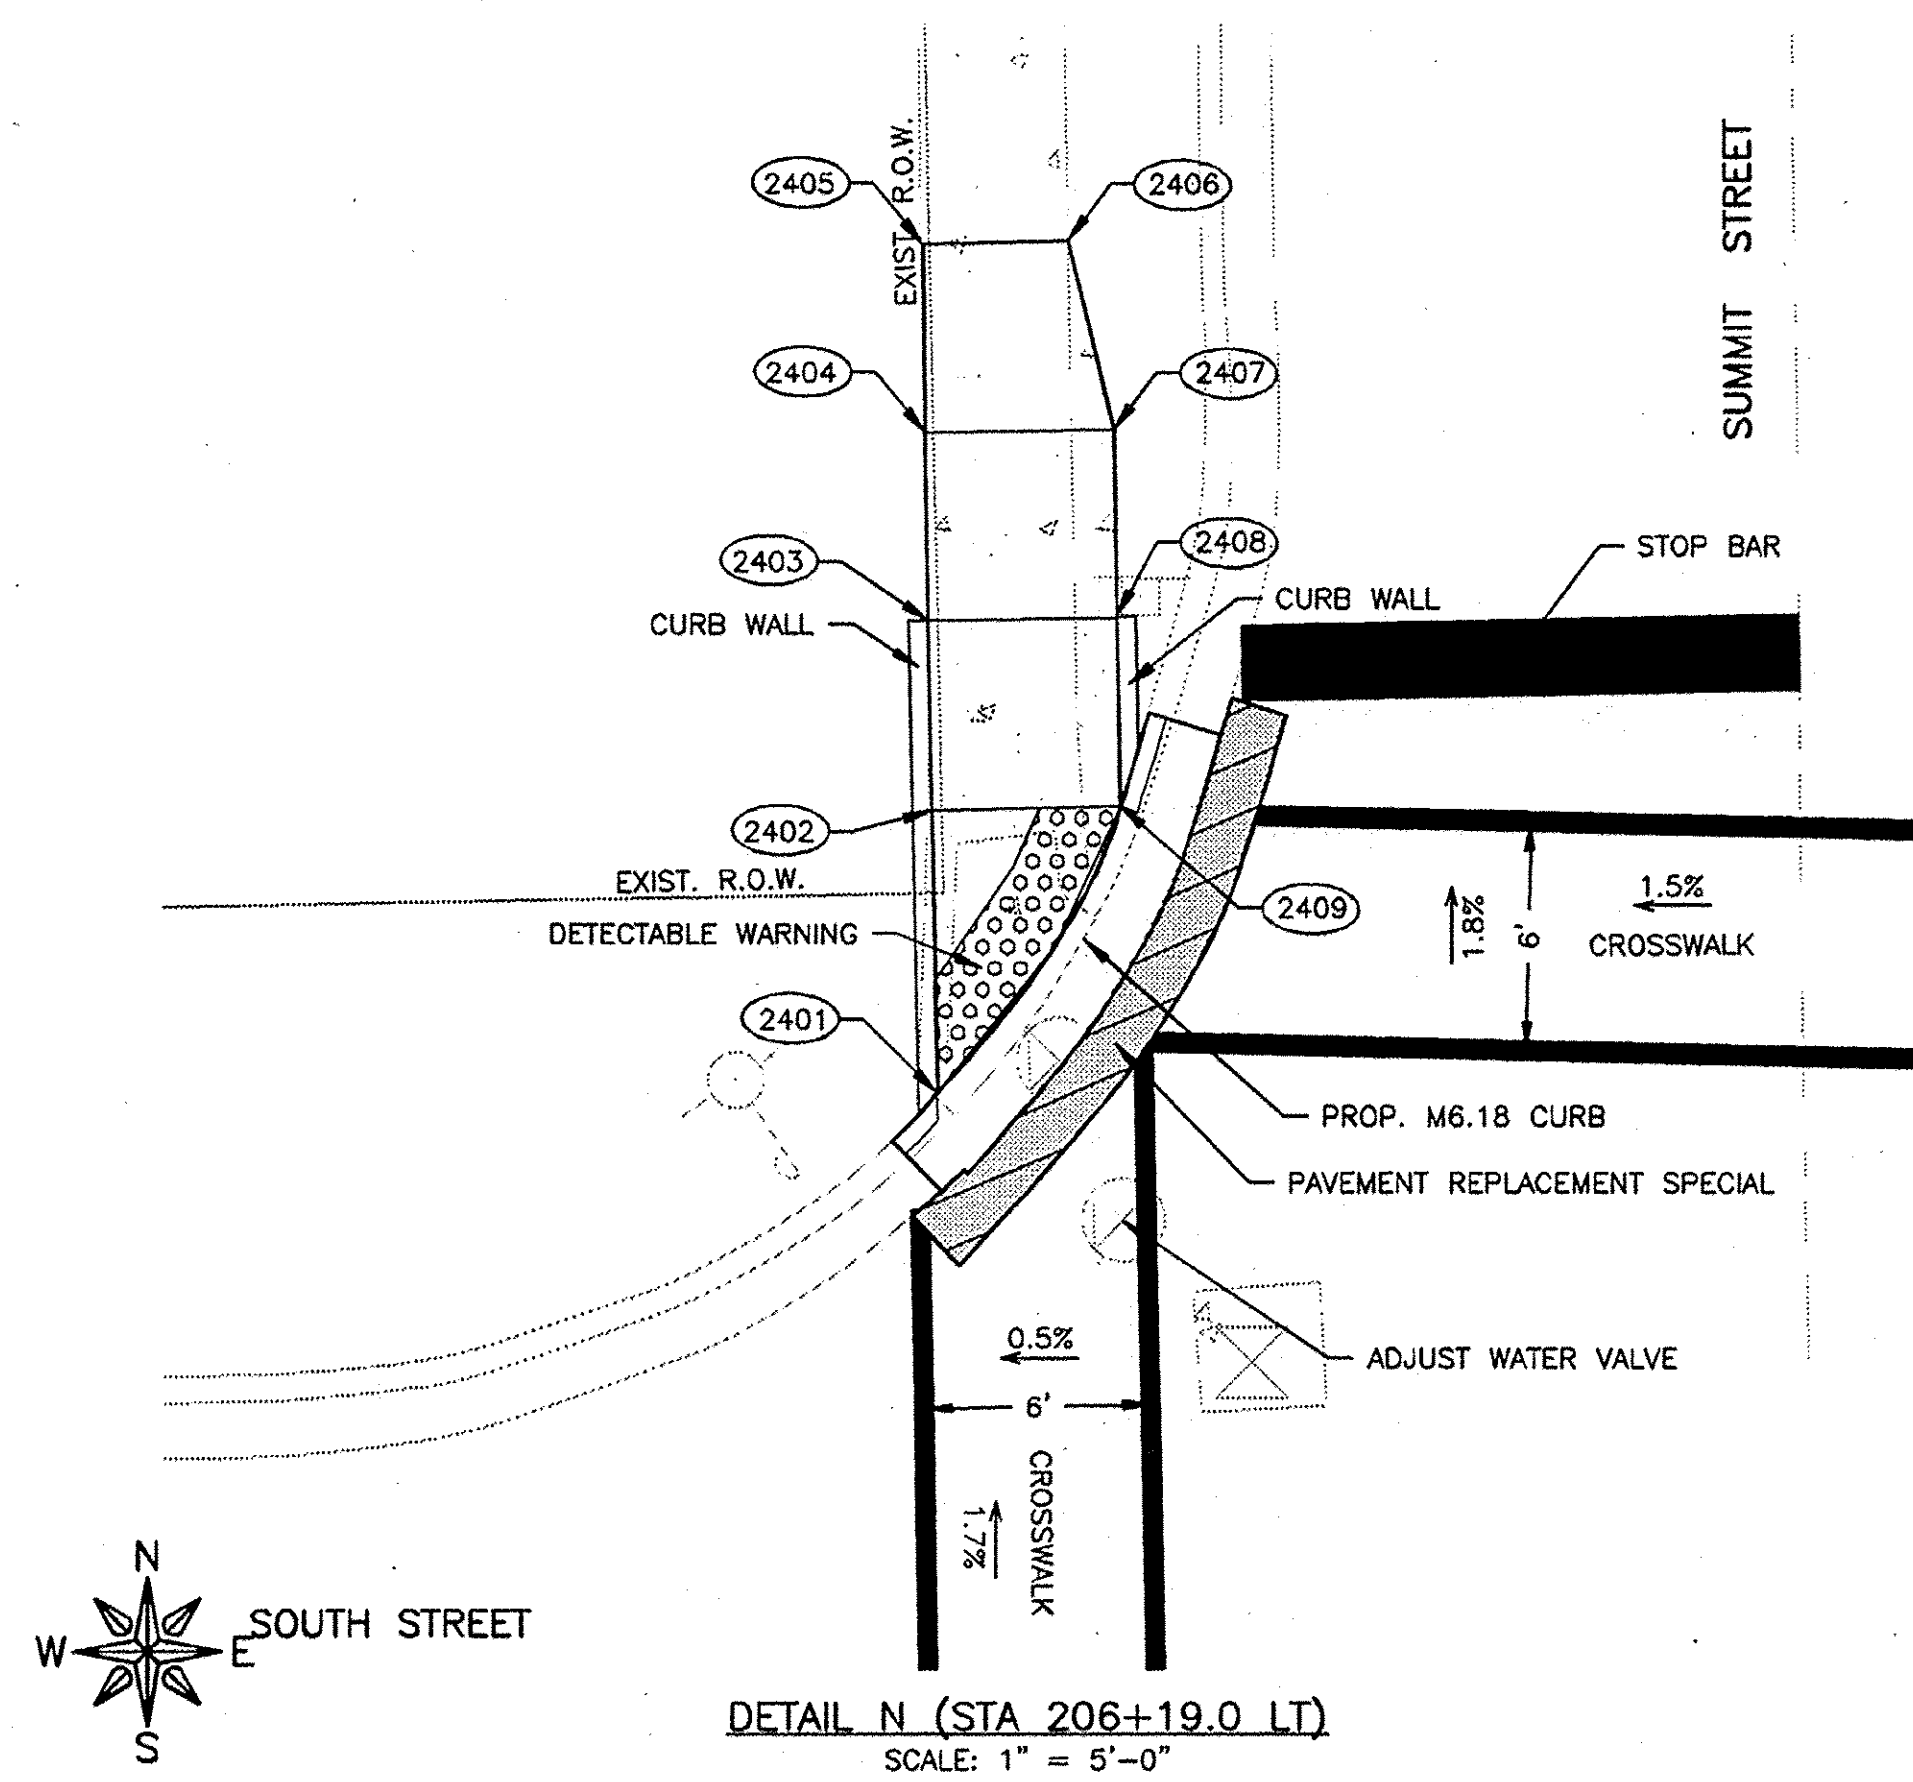 2405
EXIST R.O.W.
2406
SUMMIT STREET
2404
2407
2403
2408
STOP BAR
CURB WALL
CURB WALL
2402
EXIST. R.O.W.
2409
1.8%
6'
1.5%
CROSSWALK
DETECTABLE WARNING
2401
PROP. M6.18 CURB
PAVEMENT REPLACEMENT SPECIAL
0.5%
ADJUST WATER VALVE
6'
CROSSWALK
1.7%
N
W E
S
SOUTH STREET
DETAIL N (STA 206+19.0 LT)
SCALE: 1" = 5'-0"